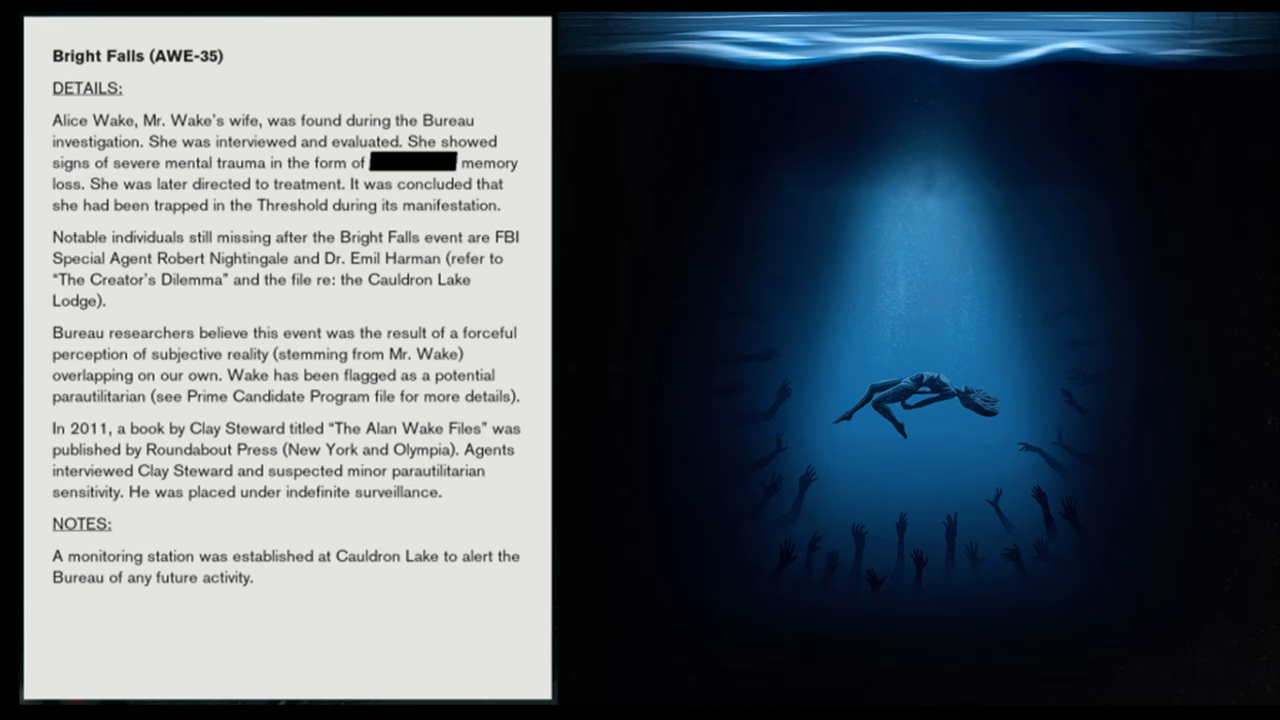 Bright Falls (AWE-35)
DETAILS:
Alice Wake, Mr. Wake's wife, was found during the Bureau
investigation. She was interviewed and evaluated. She showed
signs of severe mental trauma in the form of memory
loss. She was later directed to treatment. It was concluded that
she had been trapped in the Threshold during its manifestation.
Notable individuals still missing after the Bright Falls event are FBI
Special Agent Robert Nightingale and Dr. Emil Harman (refer to
“The Creator's Dilemma” and the file re: the Cauldron Lake
Lodge).
Bureau researchers believe this event was the result of a forceful
perception of subjective reality (stemming from Mr. Wake)
overlapping on our own. Wake has been flagged as a potential
parautilitarian (see Prime Candidate Program file for more details).
In 2011, a book by Clay Steward titled “The Alan Wake Files” was
published by Roundabout Press (New York and Olympia). Agents
interviewed Clay Steward and suspected minor parautilitarian
sensitivity. He was placed under indefinite surveillance.
NOTES:
A monitoring station was established at Cauldron Lake to alert the
Bureau of any future activity.